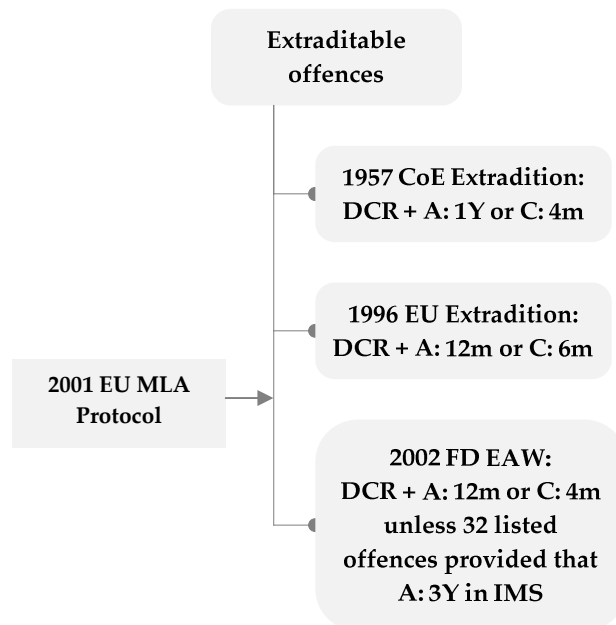 Extraditable
offences
1957 CoE Extradition:
DCR + A: 1Y or C: 4m
1996 EU Extradition:
DCR + A: 12m or C: 6m
2001 EU MLA
Protocol
2002 FD EAW:
DCR + A: 12m or C: 4m
unless 32 listed
offences provided that
A: 3Y in IMS